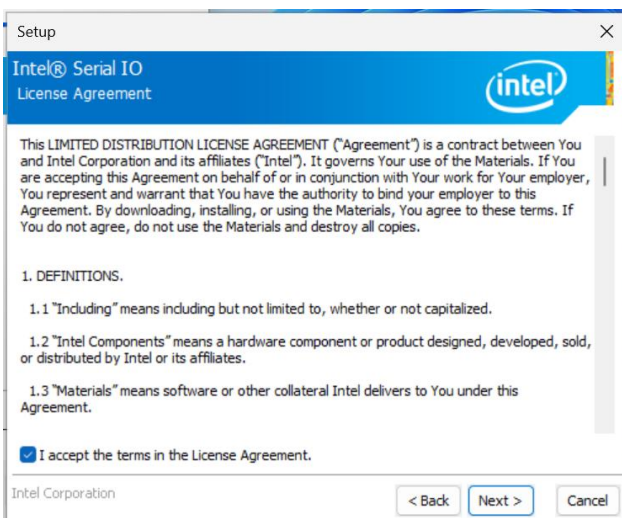 Setup
Intel® Serial IO
License Agreement
intel
This LIMITED DISTRIBUTION LICENSE AGREEMENT ("Agreement") is a contract between You
and Intel Corporation and its affiliates ("Intel"). It governs Your use of the Materials. If You
are accepting this Agreement on behalf of or in conjunction with Your work for Your employer,
You represent and warrant that You have the authority to bind your employer to this
Agreement. By downloading, installing, or using the Materials, You agree to these terms. If
You do not agree, do not use the Materials and destroy all copies.
1. DEFINITIONS.
1.1 "Including" means including but not limited to, whether or not capitalized.
1.2 "Intel Components" means a hardware component or product designed, developed, sold,
or distributed by Intel or its affiliates.
1.3 "Materials" means software or other collateral Intel delivers to You under this
Agreement.
I accept the terms in the License Agreement.
Intel Corporation
< Back Next > Cancel